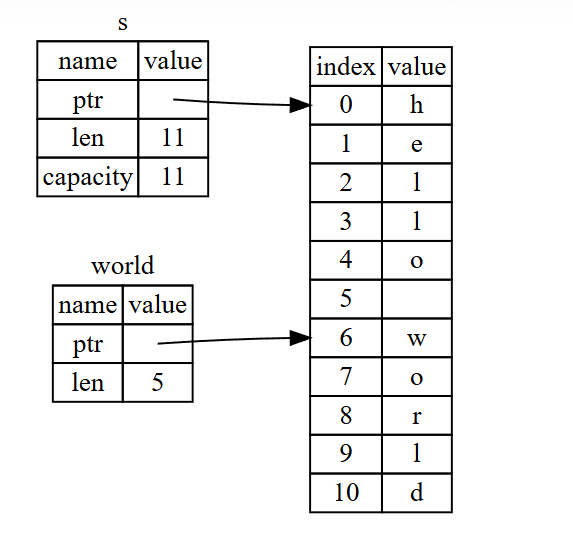 s
name value
ptr
len 11
capacity 11
world
name value
ptr
len 5
index value
0 h
1 e
2 l
3 l
4 o
5
6 w
7 o
8 r
9 l
10 d